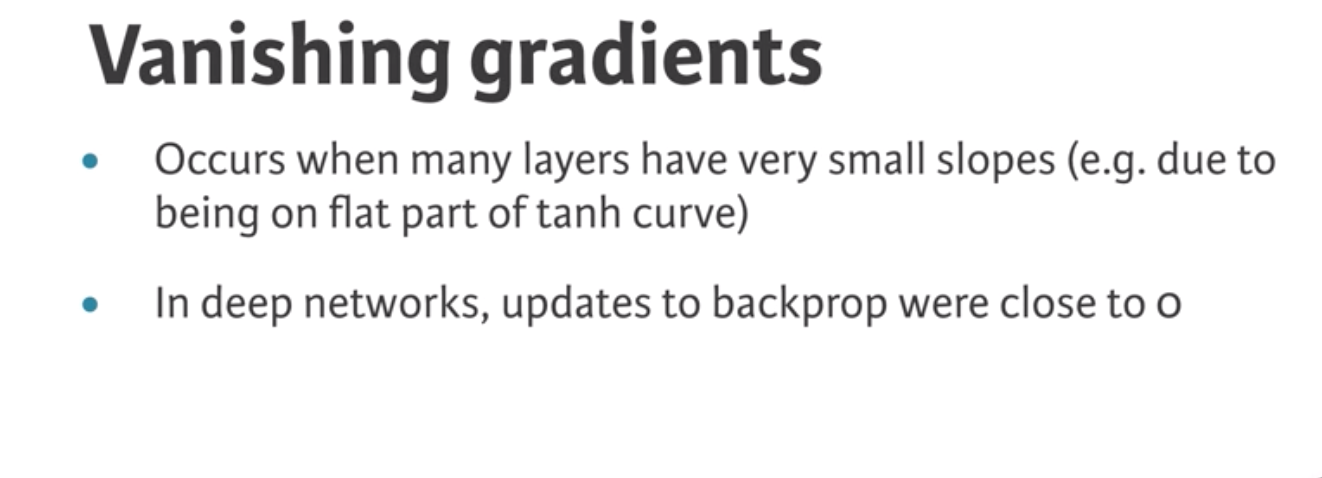 Vanishing gradients
• Occurs when many layers have very small slopes (e.g. due to
being on flat part of tanh curve)
• In deep networks, updates to backprop were close to 0